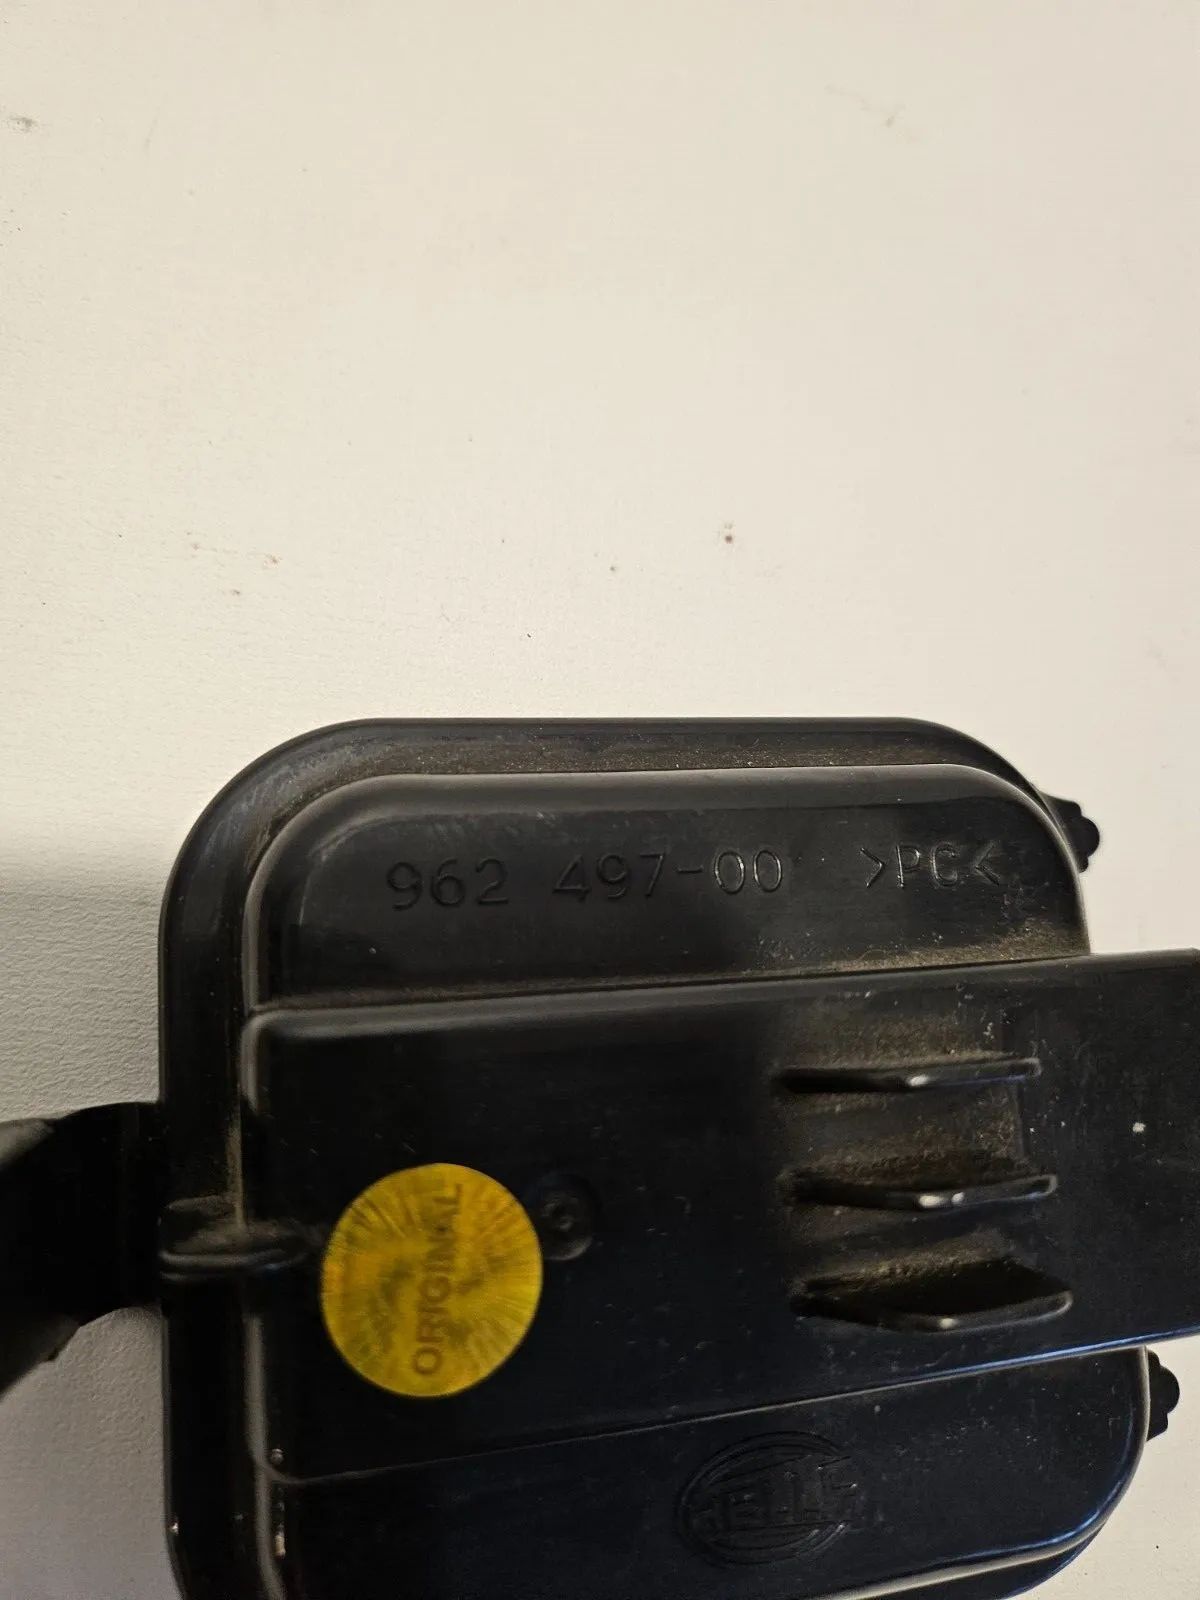 962 497-00 >PC<
ORIGINAL
HELLA